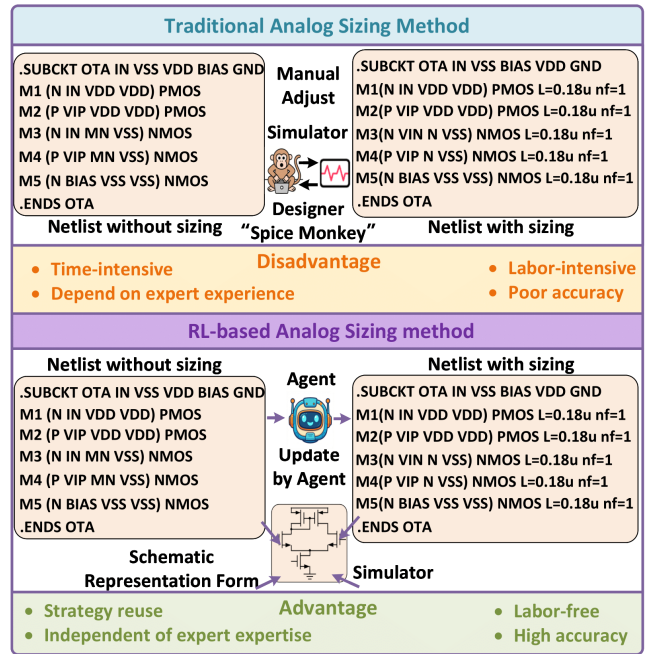 Traditional Analog Sizing Method
.SUBCKT OTA IN VSS VDD BIAS GND
M1 (N IN VDD VDD) PMOS
M2 (P VIP VDD VDD) PMOS
M3 (N IN MN VSS) NMOS
M4 (P VIP MN VSS) NMOS
M5 (N BIAS VSS VSS) NMOS
.ENDS OTA
Netlist without sizing
Manual
Adjust
Simulator
Designer
“Spice Monkey”
.SUBCKT OTA IN VSS BIAS VDD GND
M1(N IN VDD VDD) PMOS L=0.18u nf=1
M2(P VIP VDD VDD) PMOS L=0.18u nf=1
M3(N VIN N VSS) NMOS L=0.18u nf=1
M4(P VIP N VSS) NMOS L=0.18u nf=1
M5(N BIAS VSS VSS) NMOS L=0.18u nf=1
.ENDS OTA
Netlist with sizing
Disadvantage
• Time-intensive
• Depend on expert experience
• Labor-intensive
• Poor accuracy
RL-based Analog Sizing method
Netlist without sizing
.SUBCKT OTA IN VSS VDD BIAS GND
M1 (N IN VDD VDD) PMOS
M2 (P VIP VDD VDD) PMOS
M3 (N IN MN VSS) NMOS
M4 (P VIP MN VSS) NMOS
M5 (N BIAS VSS VSS) NMOS
.ENDS OTA
Agent
Update
by Agent
Netlist with sizing
.SUBCKT OTA IN VSS BIAS VDD GND
M1(N IN VDD VDD) PMOS L=0.18u nf=1
M2(P VIP VDD VDD) PMOS L=0.18u nf=1
M3(N VIN N VSS) NMOS L=0.18u nf=1
M4(P VIP N VSS) NMOS L=0.18u nf=1
M5(N BIAS VSS VSS) NMOS L=0.18u nf=1
.ENDS OTA
Schematic
Representation Form
Simulator
Advantage
• Strategy reuse
• Independent of expert expertise
• Labor-free
• High accuracy